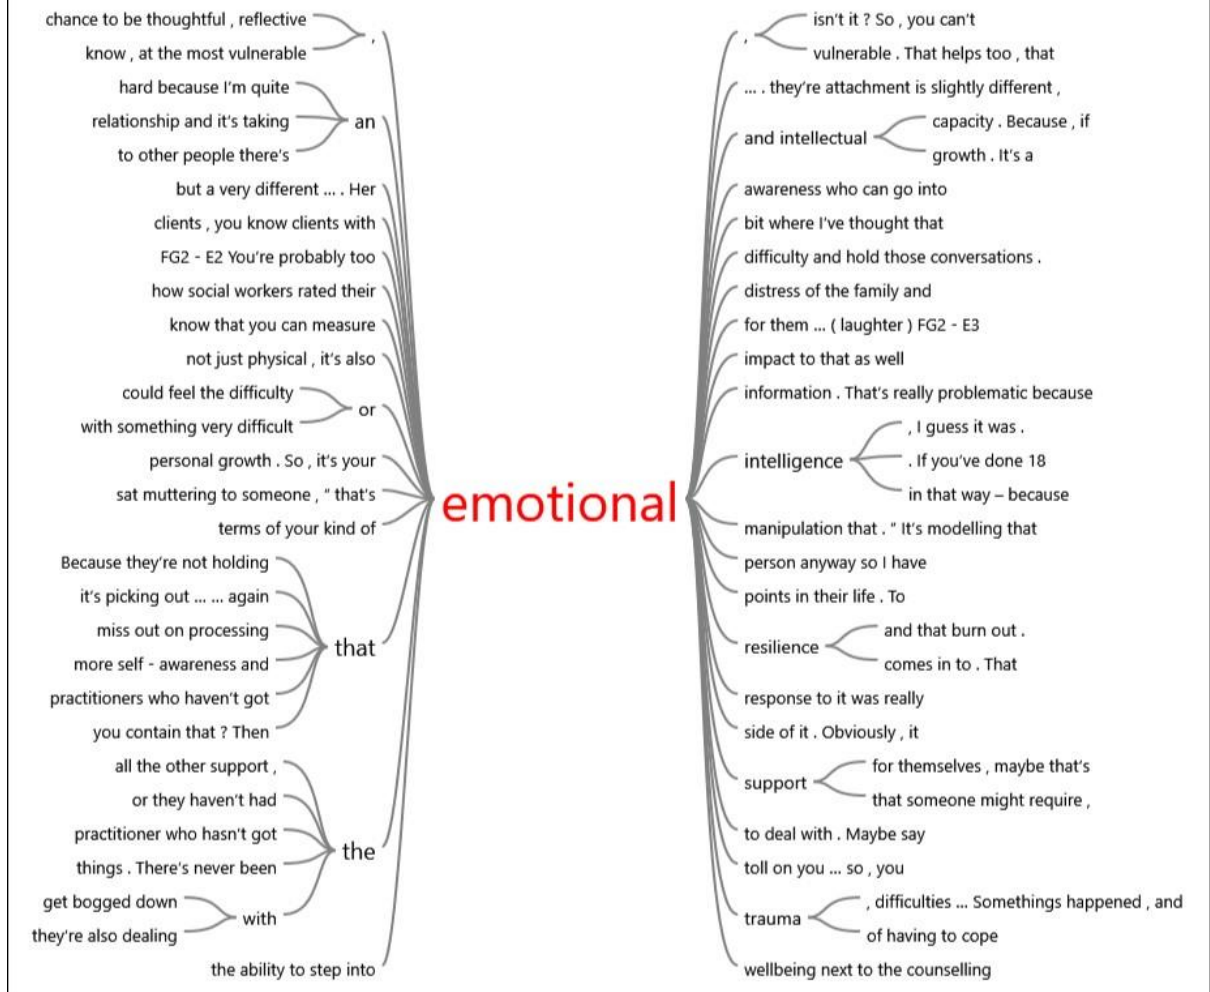 chance to be thoughtful , reflective
know , at the most vulnerable
,
hard because I'm quite
relationship and it's taking
to other people there's
an
but a very different ... . Her
clients , you know clients with
FG2 - E2 You're probably too
how social workers rated their
know that you can measure
not just physical , it's also
could feel the difficulty
with something very difficult
or
personal growth . So , it's your
sat muttering to someone , " that's
terms of your kind of
Because they're not holding
it's picking out ... ... again
miss out on processing
more self - awareness and
practitioners who haven't got
you contain that ? Then
that
all the other support ,
or they haven't had
practitioner who hasn't got
things . There's never been
get bogged down
they're also dealing
with
the
the ability to step into
emotional
,
isn't it ? So , you can't
vulnerable . That helps too , that
... . they're attachment is slightly different ,
and intellectual
capacity . Because , if
growth . It's a
awareness who can go into
bit where I've thought that
difficulty and hold those conversations .
distress of the family and
for them ... ( laughter ) FG2 - E3
impact to that as well
information . That's really problematic because
intelligence
, I guess it was .
. If you've done 18
in that way – because
manipulation that . " It's modelling that
person anyway so I have
points in their life . To
resilience
and that burn out .
comes in to . That
response to it was really
side of it . Obviously , it
support
for themselves , maybe that's
that someone might require ,
to deal with . Maybe say
toll on you ... so , you
trauma
, difficulties ... Somethings happened , and
of having to cope
wellbeing next to the counselling